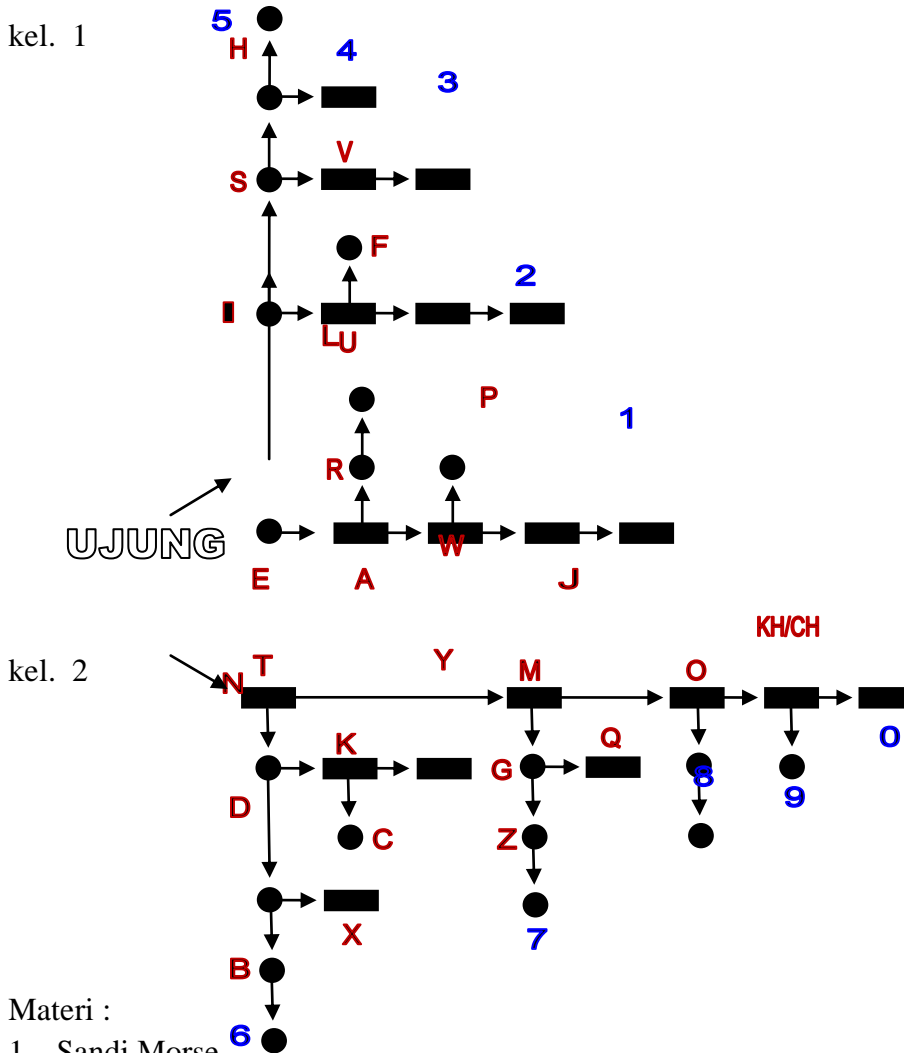 kel. 1
5
H
4
3
V
S
F
2
I
L
U
P
1
R
UJUNG
W
E A J
KH/CH
kel. 2
N
T
Y
M
O
K
Q
0
G
8
9
D
C
Z
X
7
B
Materi :
6
1. Sandi Morse